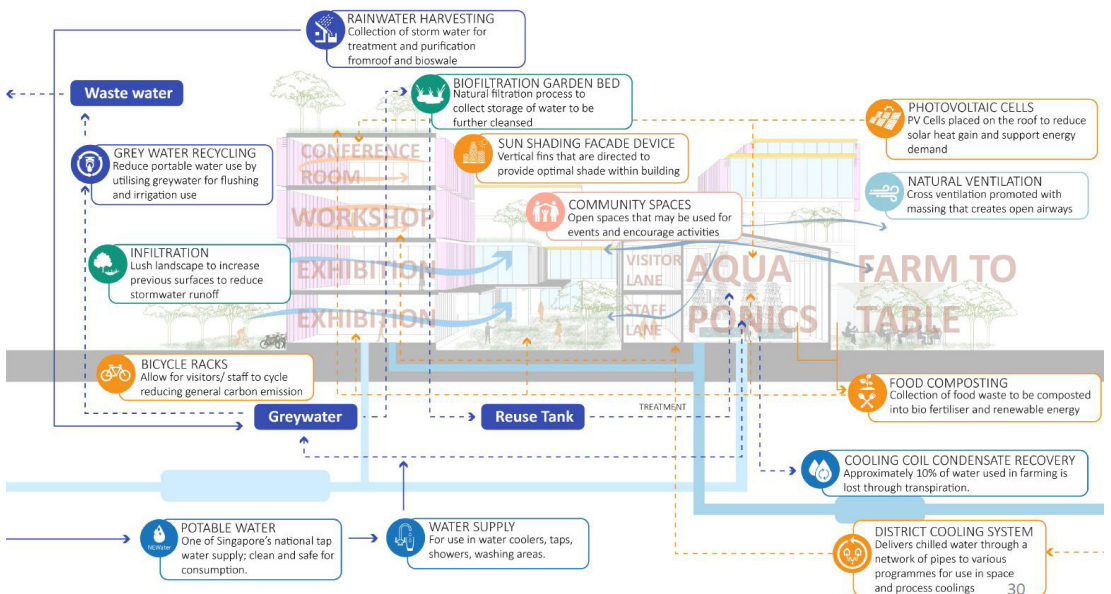 RAINWATER HARVESTING
Collection of storm water for
treatment and purification
fromroof and bioswale
Waste water
BIOFILTRATION GARDEN BED
Natural filtration process to
collect storage of water to be
further cleansed
PHOTOVOLTAIC CELLS
PV Cells placed on the roof to reduce
solar heat gain and support energy
demand
GREY WATER RECYCLING
Reduce portable water use by
utilising greywater for flushing
and irrigation use
CONFERENCE
ROOM
SUN SHADING FACADE DEVICE
Vertical fins that are directed to
provide optimal shade within building
NATURAL VENTILATION
Cross ventilation promoted with
massing that creates open airways
WORKSHOP
COMMUNITY SPACES
Open spaces that may be used for
events and encourage activities
INFILTRATION
Lush landscape to increase
previous surfaces to reduce
stormwater runoff
EXHIBITION
EXHIBITION
VISITOR
LANE
STAFF
LANE
AQUA
PONICS
FARM TO
TABLE
BICYCLE RACKS
Allow for visitors/ staff to cycle
reducing general carbon emission
FOOD COMPOSTING
Collection of food waste to be composted
into bio fertiliser and renewable energy
Greywater
Reuse Tank
TREATMENT
COOLING COIL CONDENSATE RECOVERY
Approximately 10% of water used in farming is
lost through transpiration.
NEWater
POTABLE WATER
One of Singapore's national tap
water supply; clean and safe for
consumption.
WATER SUPPLY
For use in water coolers, taps,
showers, washing areas.
DISTRICT COOLING SYSTEM
Delivers chilled water through a
network of pipes to various
programmes for use in space
and process coolings
30